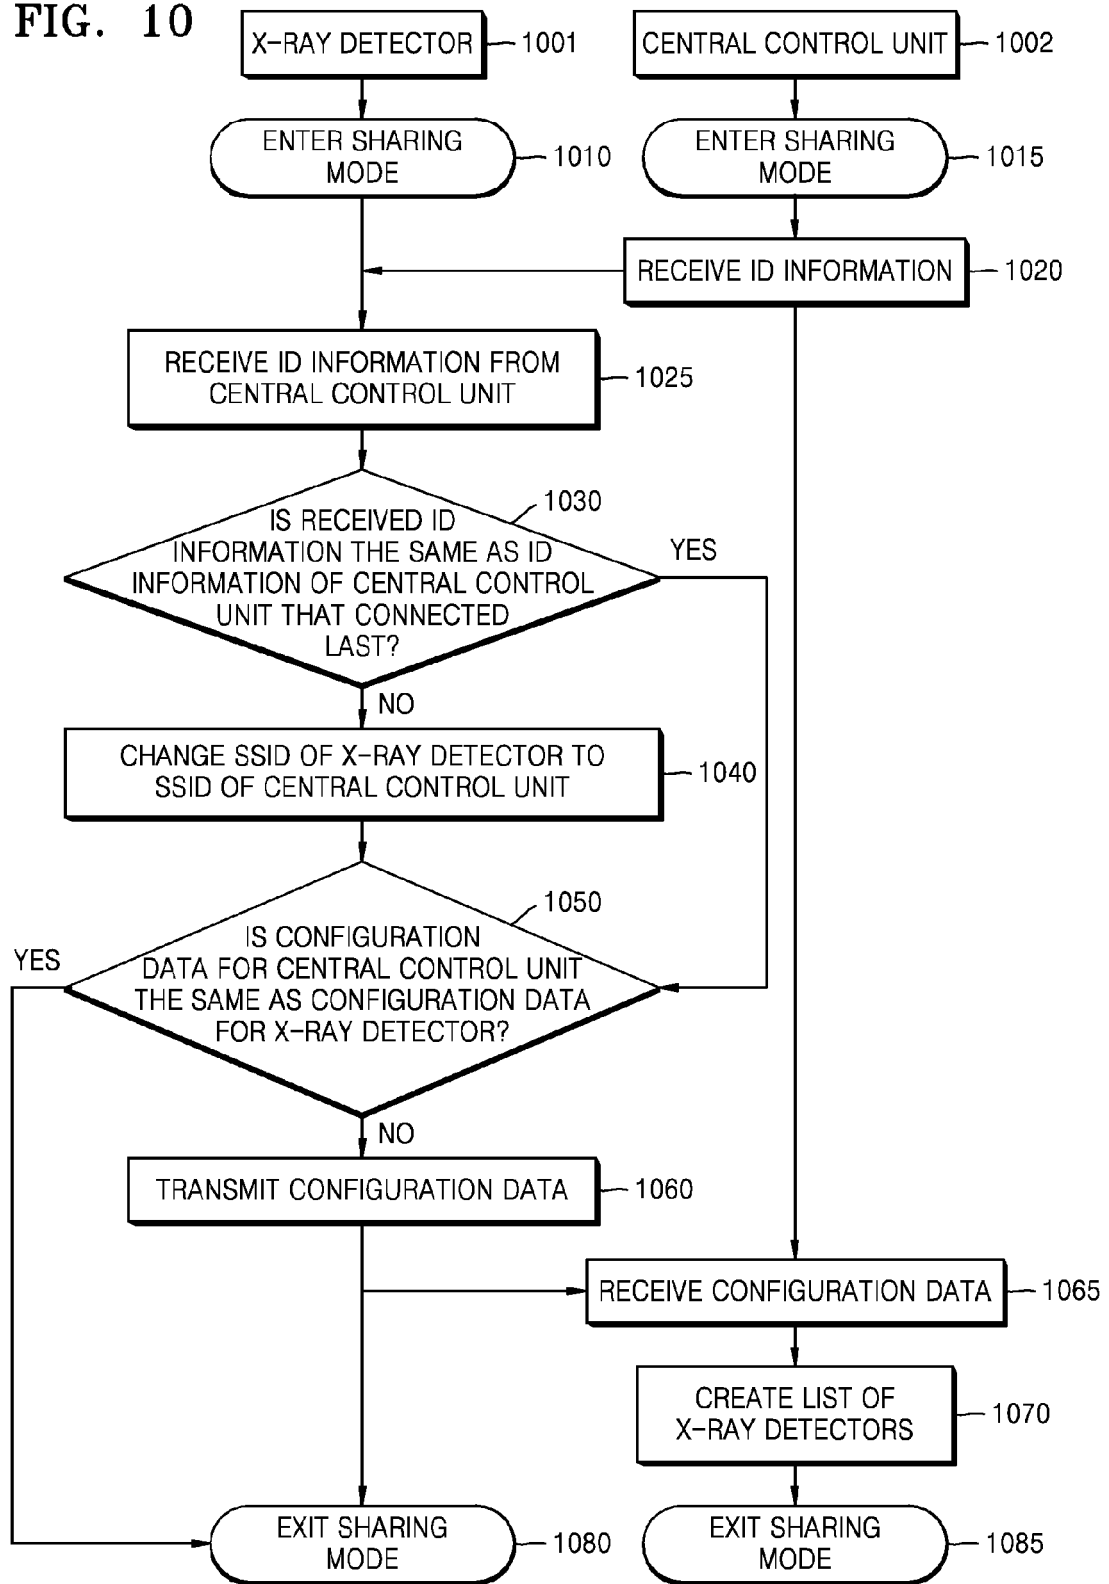 FIG. 10
X-RAY DETECTOR
1001
CENTRAL CONTROL UNIT
1002
ENTER SHARING
MODE
1010
ENTER SHARING
MODE
1015
RECEIVE ID INFORMATION
1020
RECEIVE ID INFORMATION FROM
CENTRAL CONTROL UNIT
1025
1030
IS RECEIVED ID
INFORMATION THE SAME AS ID
INFORMATION OF CENTRAL CONTROL
UNIT THAT CONNECTED
LAST?
YES
NO
CHANGE SSID OF X-RAY DETECTOR TO
SSID OF CENTRAL CONTROL UNIT
1040
1050
IS CONFIGURATION
DATA FOR CENTRAL CONTROL UNIT
THE SAME AS CONFIGURATION DATA
FOR X-RAY DETECTOR?
YES
NO
TRANSMIT CONFIGURATION DATA
1060
RECEIVE CONFIGURATION DATA
1065
CREATE LIST OF
X-RAY DETECTORS
1070
EXIT SHARING
MODE
1080
EXIT SHARING
MODE
1085